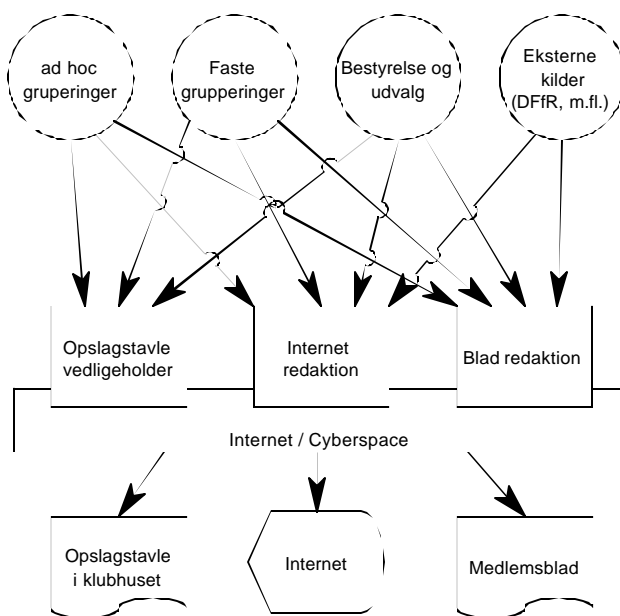 ad hoc
gruperinger
Faste
grupperinger
Bestyrelse og
udvalg
Eksterne
kilder
(DFfR, m.fl.)
Opslagstavle
vedligeholder
Internet
redaktion
Blad redaktion
Internet / Cyberspace
Opslagstavle
i klubhuset
Internet
Medlemsblad